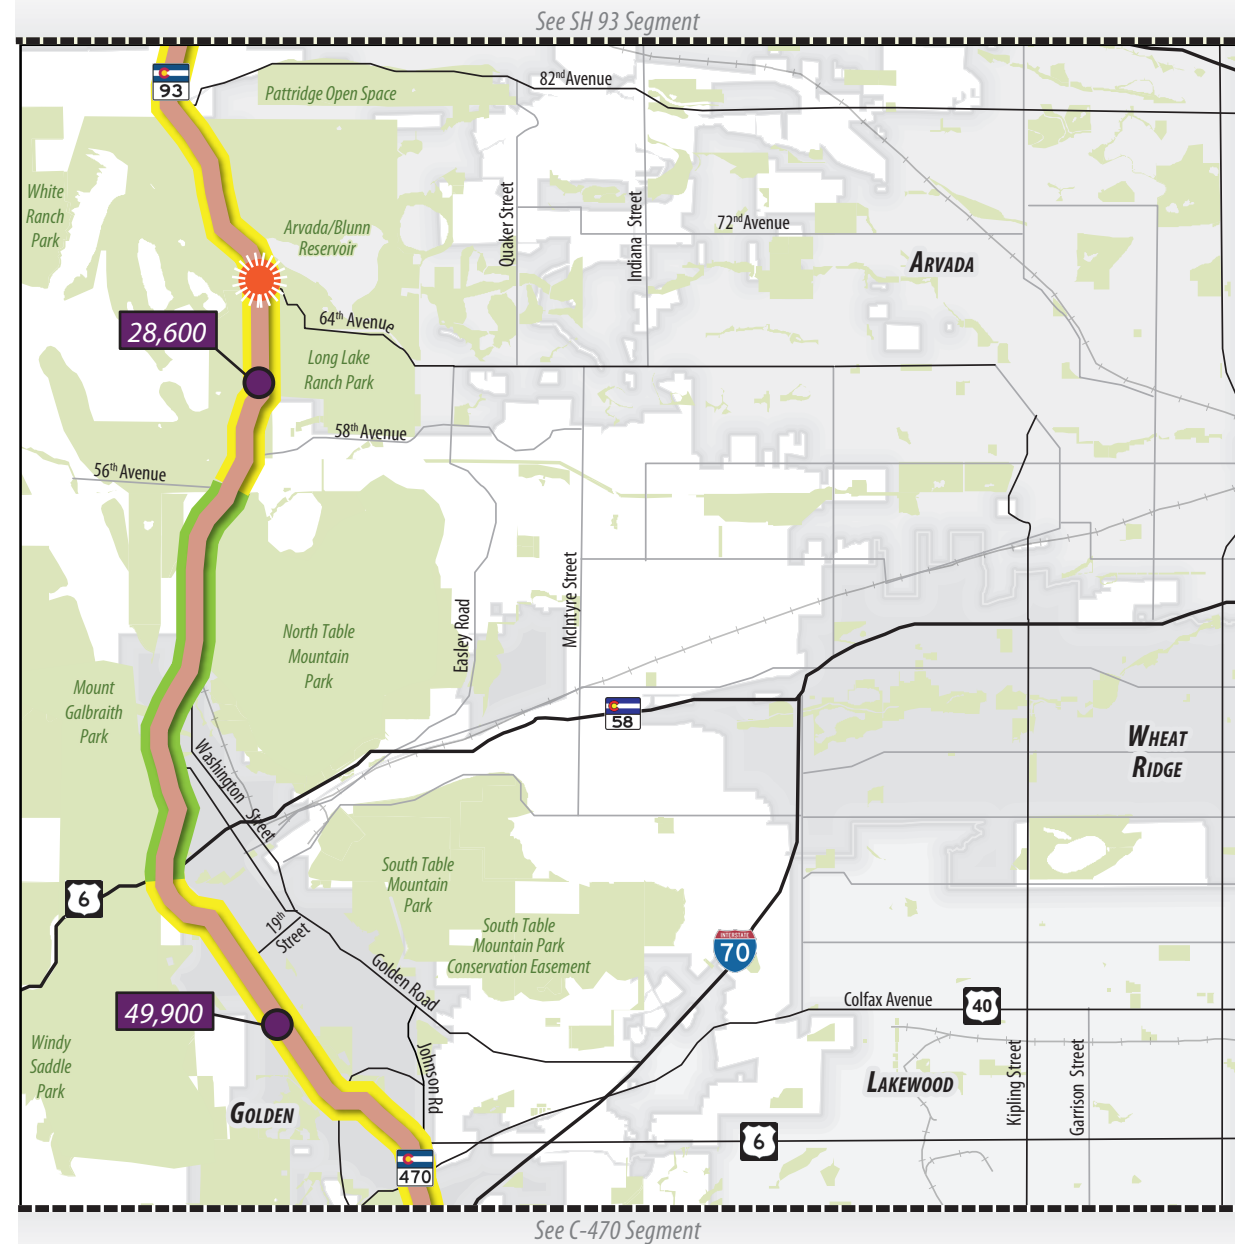 See SH 93 Segment
93
82nd Avenue
Pattridge Open Space
White
Ranch
Park
Arvada/Blunn
Reservoir
Quaker Street
Indiana Street
72nd Avenue
ARVADA
64th Avenue
28,600
Long Lake
Ranch Park
58th Avenue
56th Avenue
McIntyre Street
Easley Road
North Table
Mountain
Park
Mount
Galbraith
Park
58
WHEAT
RIDGE
Washington Street
South Table
Mountain
Park
6
19th
Street
South Table
Mountain Park
Conservation Easement
INTERSTATE
70
Golden Road
49,900
Colfax Avenue
40
Windy
Saddle
Park
Johnson Rd
Kipling Street
Garrison Street
LAKEWOOD
GOLDEN
6
470
See C-470 Segment